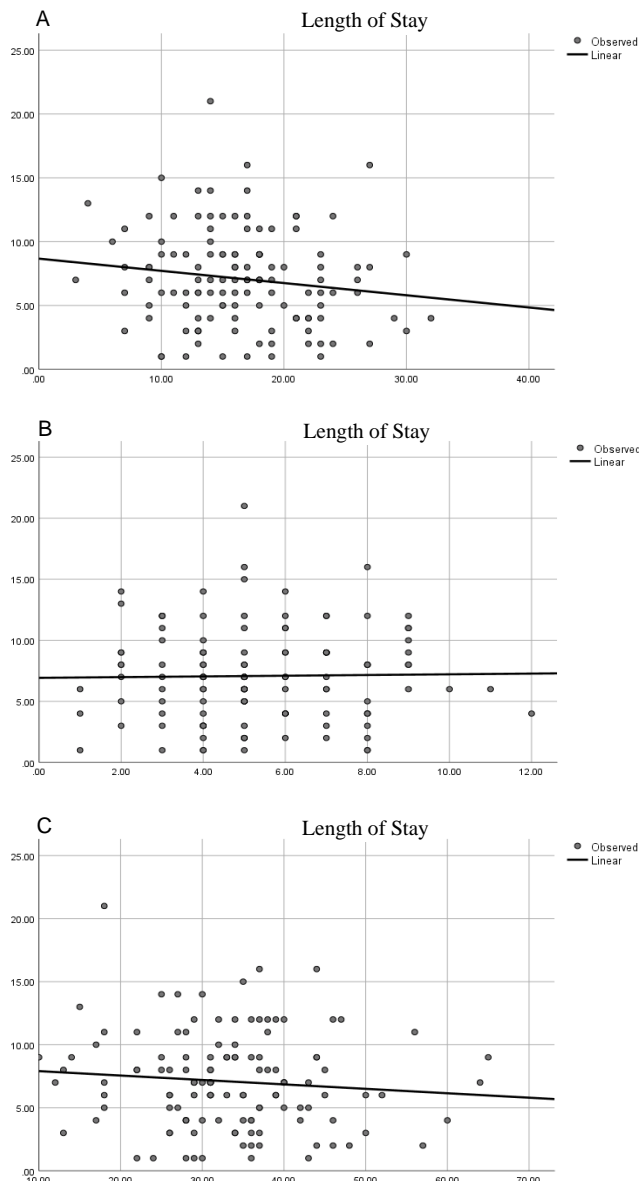 A
Length of Stay
Observed
Linear
25.00
20.00
15.00
10.00
5.00
.00
.00 10.00 20.00 30.00 40.00
B
Length of Stay
Observed
Linear
25.00
20.00
15.00
10.00
5.00
.00
.00 2.00 4.00 6.00 8.00 10.00 12.00
C
Length of Stay
Observed
Linear
25.00
20.00
15.00
10.00
5.00
.00
10.00 20.00 30.00 40.00 50.00 60.00 70.00